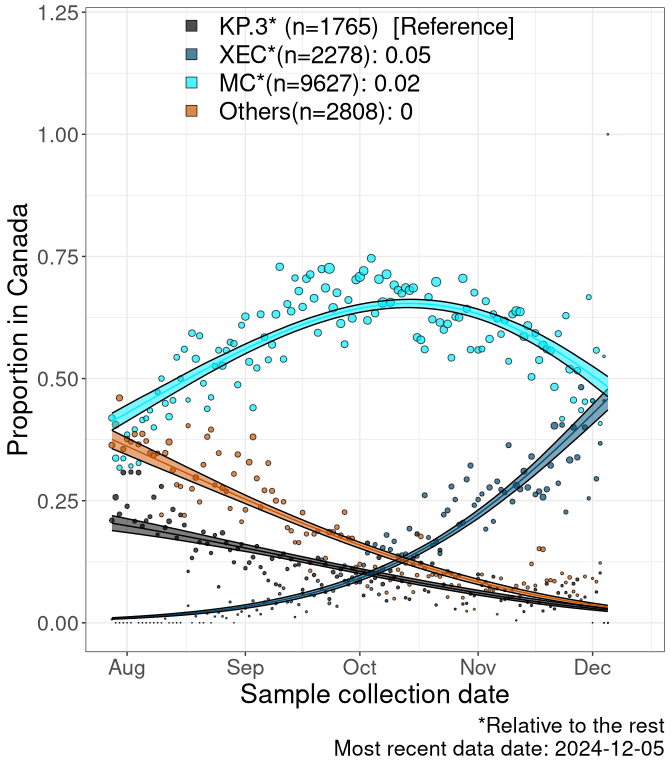 KP.3* (n=1765)  [Reference]
XEC*(n=2278): 0.05
MC*(n=9627): 0.02
Others(n=2808): 0
1.25
1.00
0.75
0.50
0.25
0.00
Proportion in Canada
Aug Sep Oct Nov Dec
Sample collection date
*Relative to the rest
Most recent data date: 2024-12-05